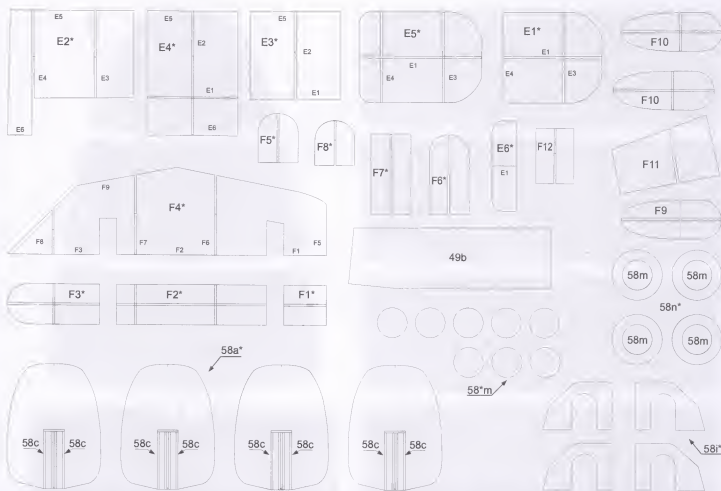 E5
E2*
E4
E3
E6
E5
E4*
E2
E1
E6
E5
E3*
E2
E1
E5*
E1
E4
E3
E1*
E1
E4
E3
F10
F10
F5*
F8*
F7*
F6*
E6*
E1
F12
F11
F9
F9
F4*
F8
F3
F7
F2
F6
F1
F5
49b
F3*
F2*
F1*
58m
58m
58n*
58m
58m
58a*
58*m
58c
58c
58c
58c
58c
58c
58c
58c
58i*